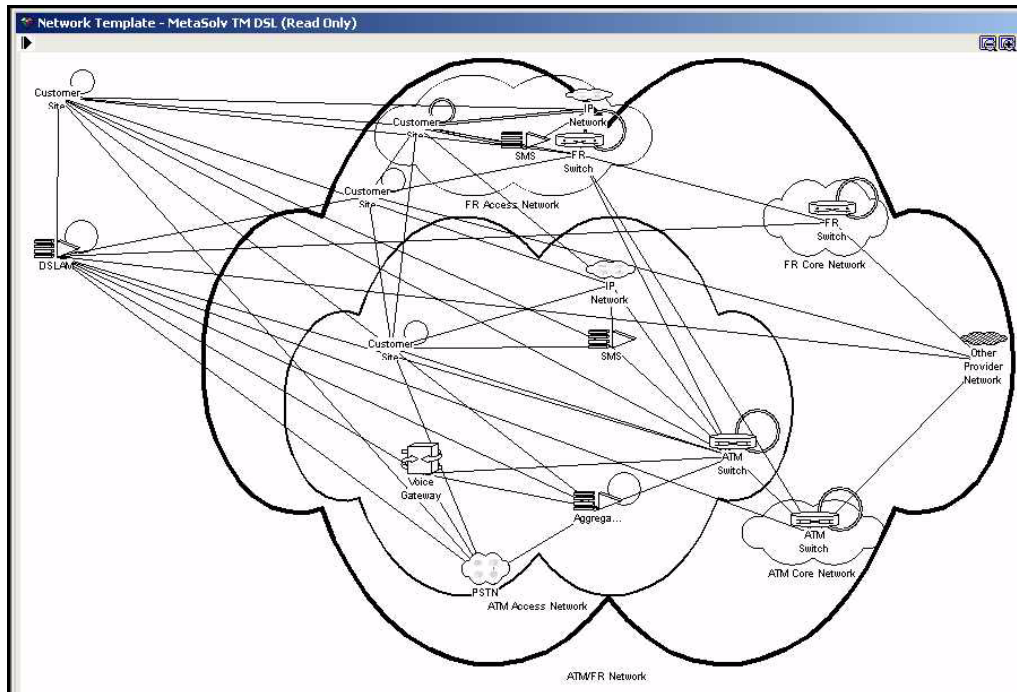 Network Template - MetaSolv TM DSL (Read Only)
Customer
Site
IP
Network
Customer
Site
SMS
FR
Switch
Customer
Site
FR Access Network
FR
Switch
FR Core Network
DSLAM
IP
Network
Customer
Site
SMS
Other
Provider
Network
ATM
Switch
Voice
Gateway
Aggrega...
ATM
Switch
ATM Core Network
PSTN
ATM Access Network
ATM/FR Network